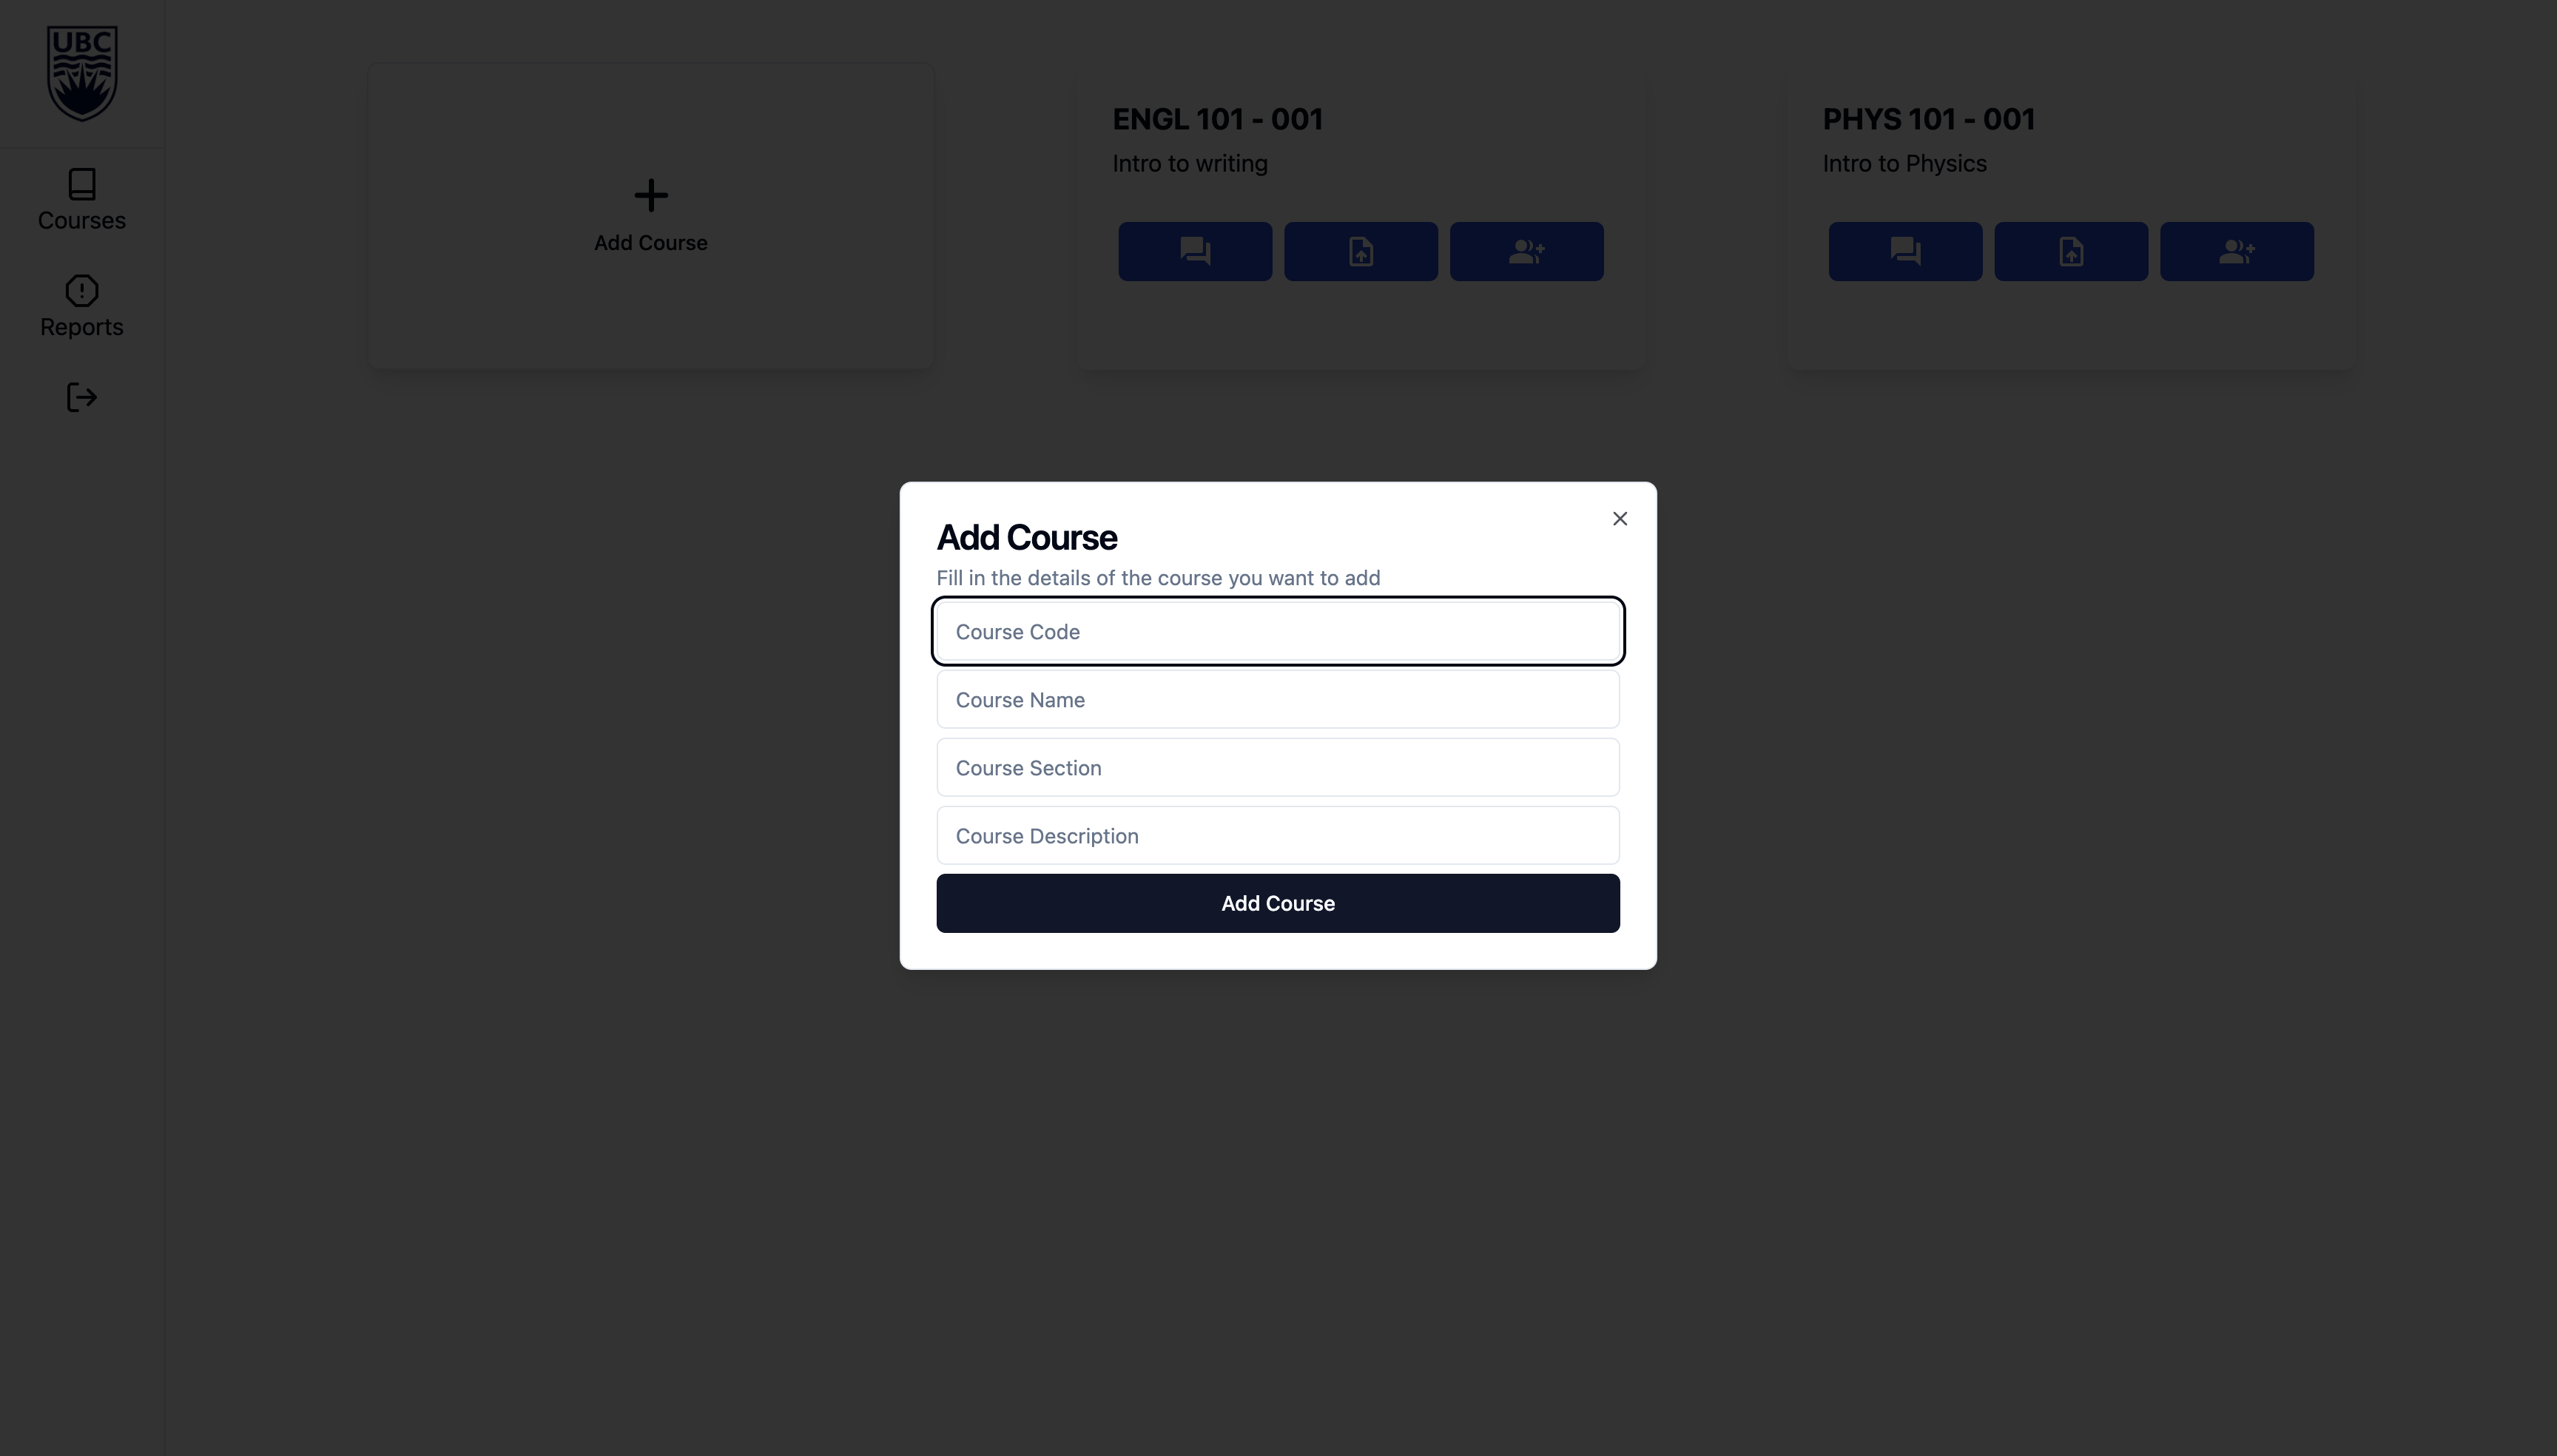 UBC
Courses
Reports
Add Course
ENGL 101 - 001
Intro to writing
PHYS 101 - 001
Intro to Physics
Add Course
Fill in the details of the course you want to add
Course Code
Course Name
Course Section
Course Description
Add Course